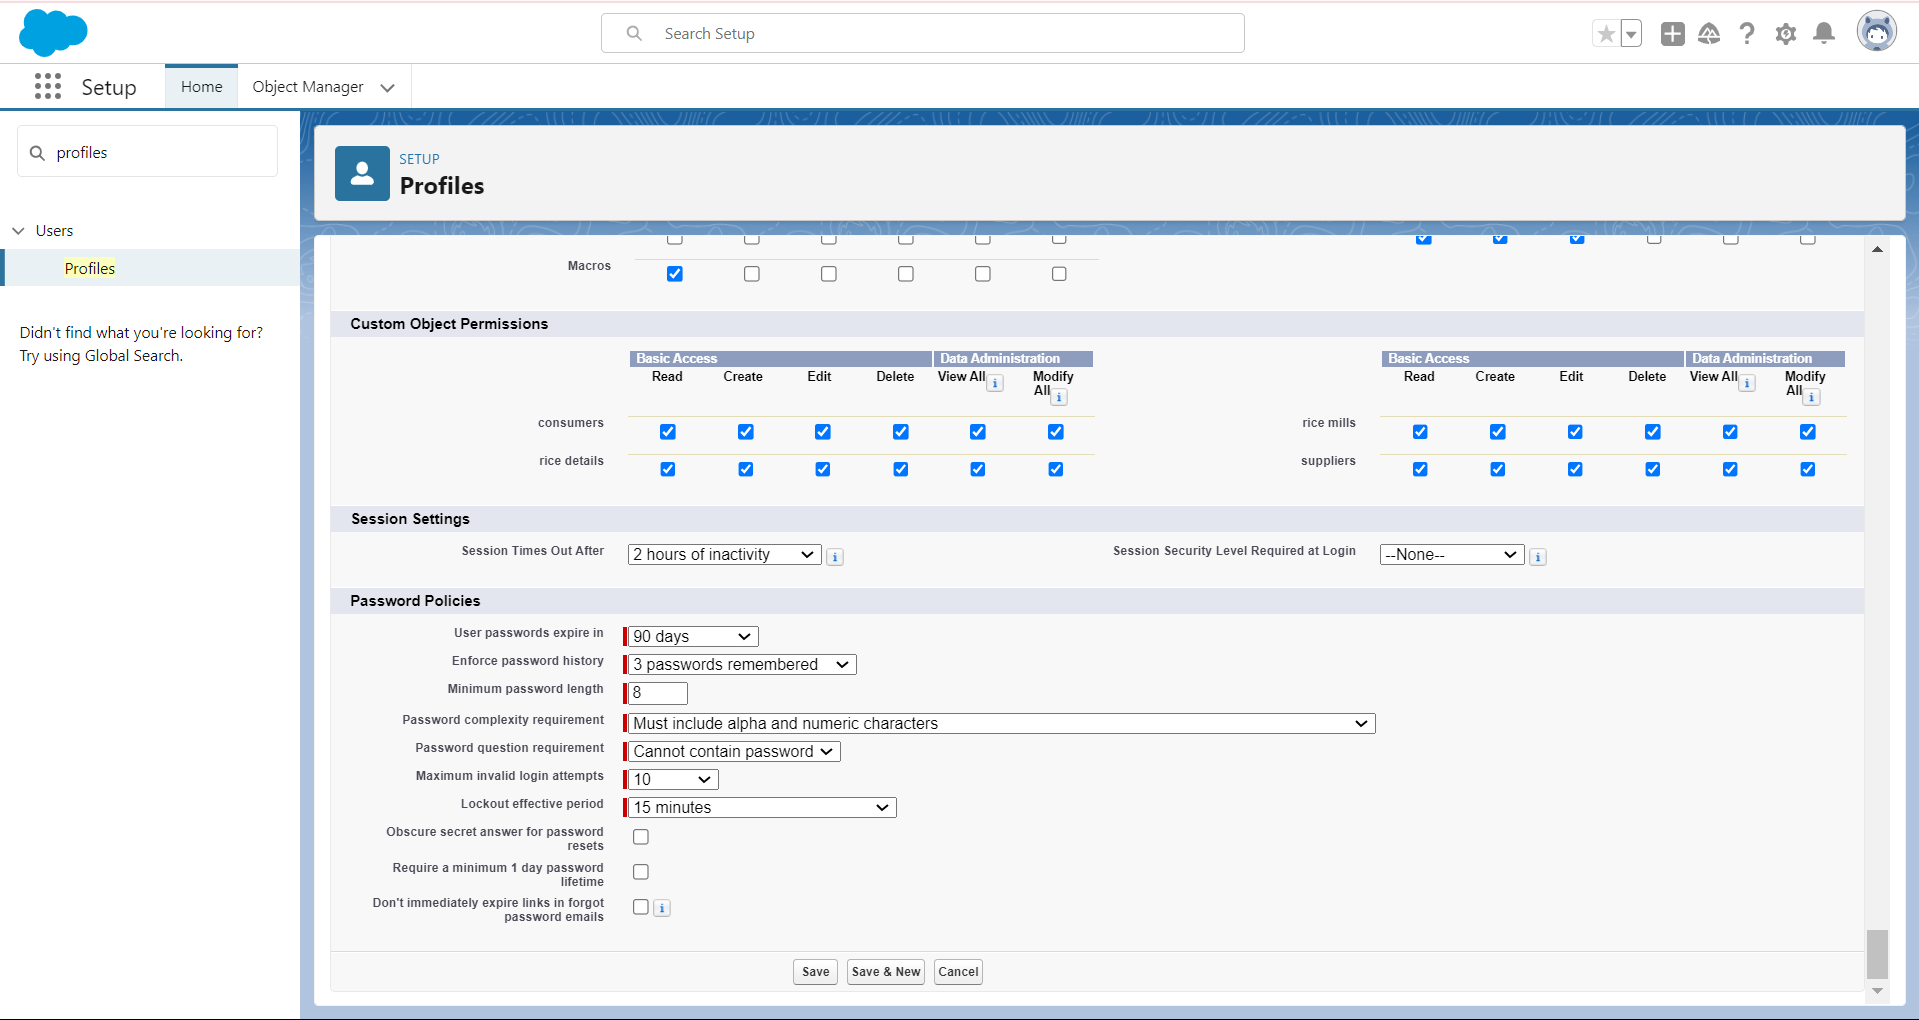 Search Setup
Setup
Home
Object Manager
profiles
Users
Profiles
Didn't find what you're looking for?
Try using Global Search.
SETUP
Profiles
Macros
Custom Object Permissions
Basic Access Data Administration Basic Access Data Administration
Read Create Edit Delete View All Modify All Read Create Edit Delete View All Modify All
consumers rice mills
rice details suppliers
Session Settings
Session Times Out After 2 hours of inactivity Session Security Level Required at Login --None--
Password Policies
User passwords expire in 90 days
Enforce password history 3 passwords remembered
Minimum password length 8
Password complexity requirement Must include alpha and numeric characters
Password question requirement Cannot contain password
Maximum invalid login attempts 10
Lockout effective period 15 minutes
Obscure secret answer for password
resets
Require a minimum 1 day password
lifetime
Don't immediately expire links in forgot
password emails
Save Save & New Cancel